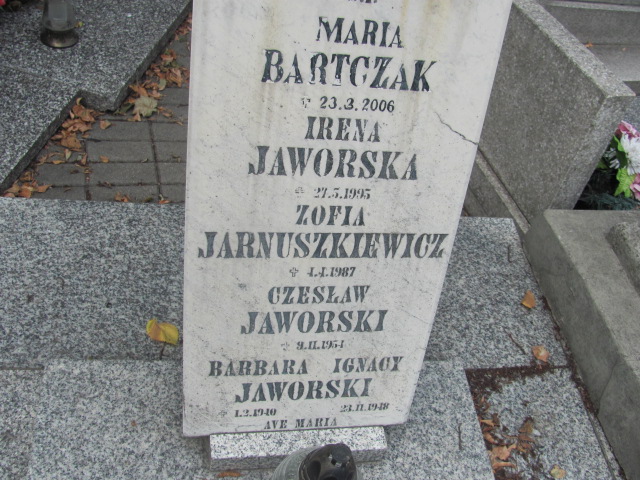 MARIA
BARTCZAK
✝ 23.3.2006
IRENA
JAWORSKA
✝ 27.5.1995
ZOFIA
JARNUSZKIEWICZ
✝ 4.4.1987
CZESŁAW
JAWORSKI
✝ 9.11.1954
BARBARA IGNACY
JAWORSKI
✝ 1.2.1940 23.11.1948
AVE MARIA